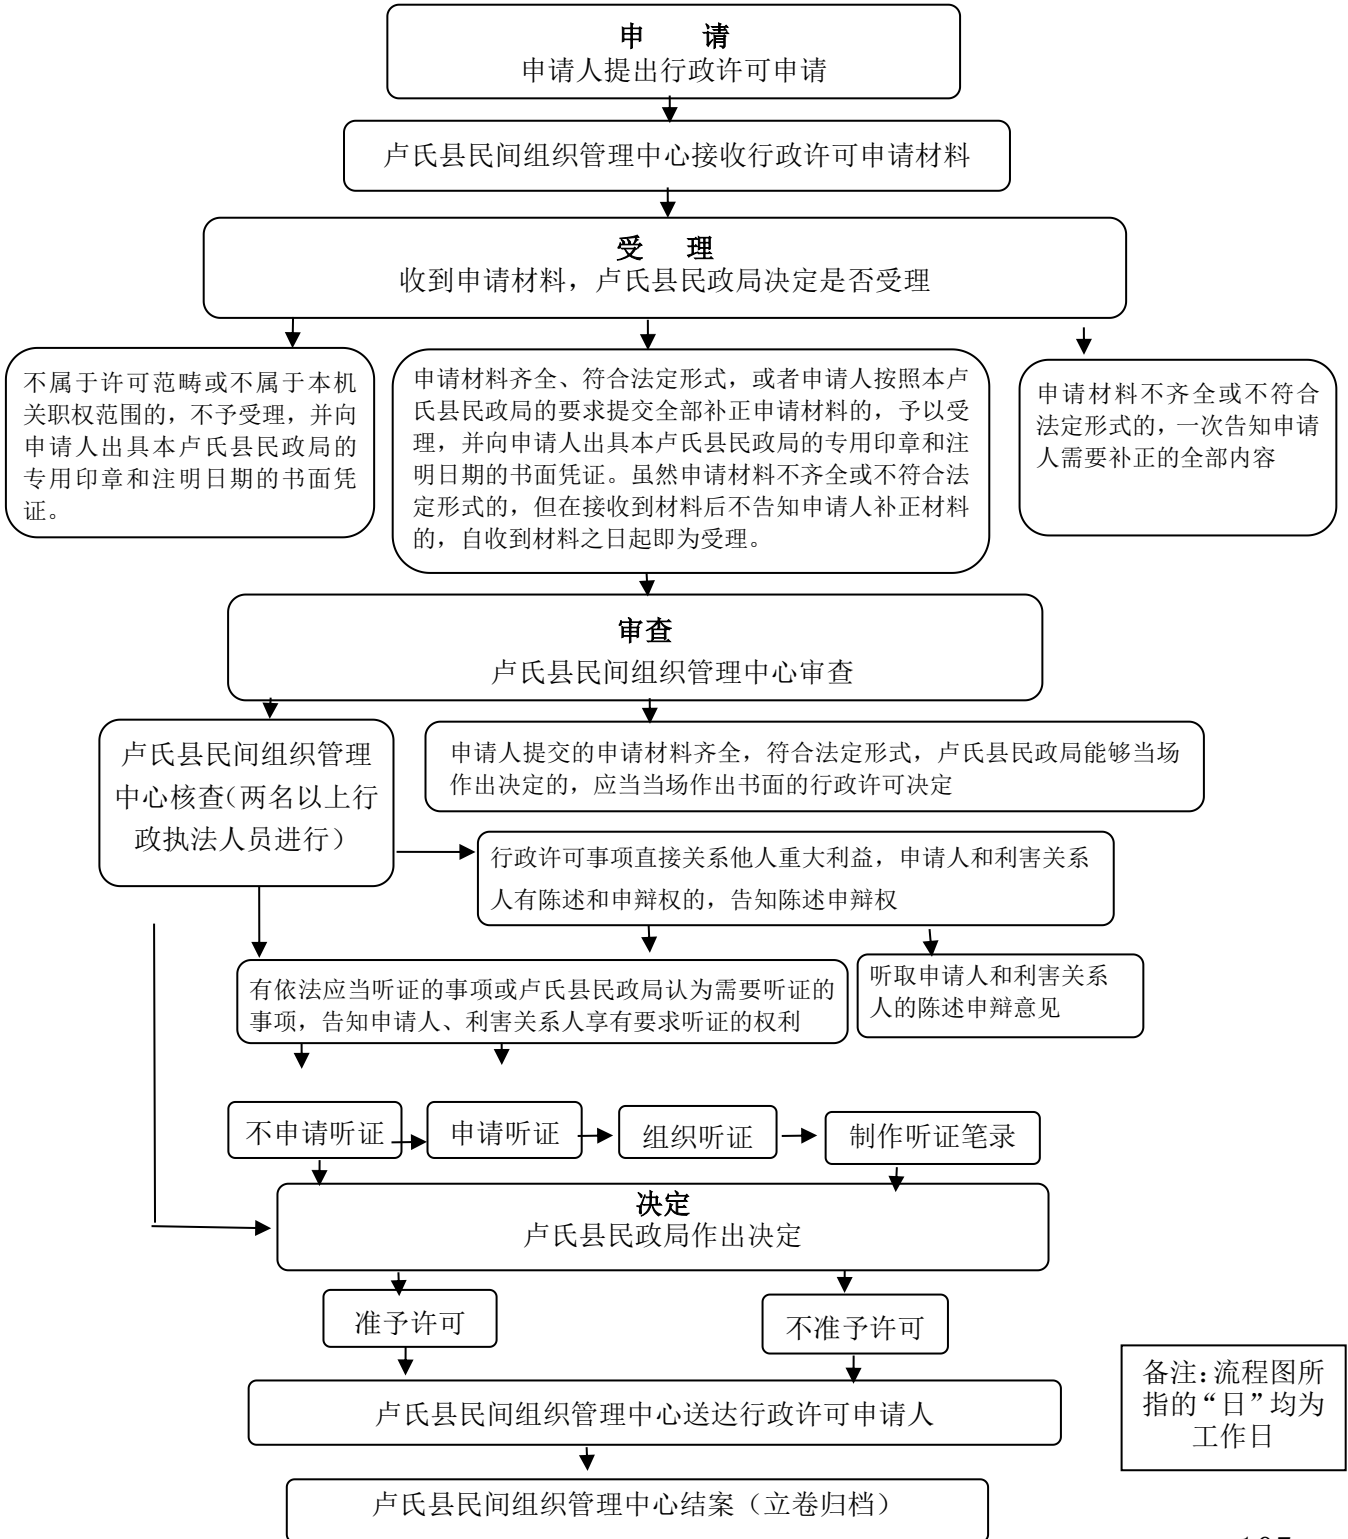 申 请
申请人提出行政许可申请
卢氏县民间组织管理中心接收行政许可申请材料
受 理
收到申请材料，卢氏县民政局决定是否受理
不属于许可范畴或不属于本机
关职权范围的，不予受理，并向
申请人出具本卢氏县民政局的
专用印章和注明日期的书面凭
证。
申请材料齐全、符合法定形式，或者申请人按照本卢
氏县民政局的要求提交全部补正申请材料的，予以受
理，并向申请人出具本卢氏县民政局的专用印章和注
明日期的书面凭证。虽然申请材料不齐全或不符合法
定形式的，但在接收到材料后不告知申请人补正材料
的，自收到材料之日起即为受理。
申请材料不齐全或不符合
法定形式的，一次告知申请
人需要补正的全部内容
审查
卢氏县民间组织管理中心审查
卢氏县民间组织管理
中心核查（两名以上行
政执法人员进行）
申请人提交的申请材料齐全，符合法定形式，卢氏县民政局能够当场
作出决定的，应当当场作出书面的行政许可决定
行政许可事项直接关系他人重大利益，申请人和利害关系
人有陈述和申辩权的，告知陈述申辩权
有依法应当听证的事项或卢氏县民政局认为需要听证的
事项，告知申请人、利害关系人享有要求听证的权利
听取申请人和利害关系
人的陈述申辩意见
不申请听证
申请听证
组织听证
制作听证笔录
决定
卢氏县民政局作出决定
准予许可
不准予许可
卢氏县民间组织管理中心送达行政许可申请人
备注：流程图所
指的“日”均为
工作日
卢氏县民间组织管理中心结案（立卷归档）